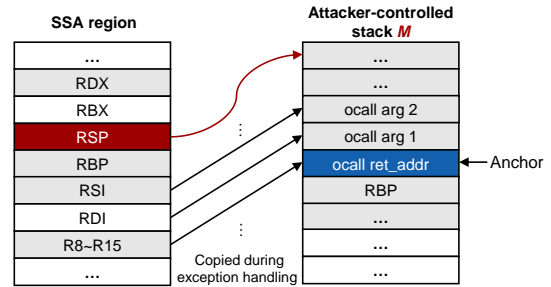 SSA region
…
RDX
RBX
RSP
RBP
RSI
RDI
R8~R15
…
…
…
Copied during
exception handling
Attacker-controlled
stack M
…
…
ocall arg 2
ocall arg 1
ocall ret_addr
RBP
…
…
…
Anchor